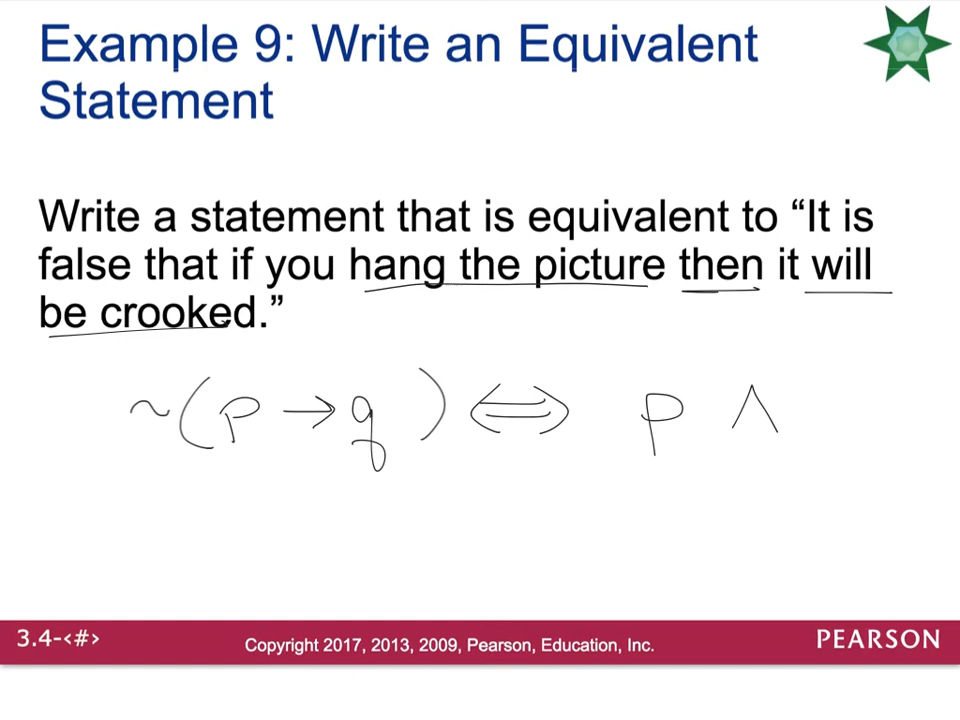 Example 9: Write an Equivalent
Statement
Write a statement that is equivalent to “It is
false that if you hang the picture then it will
be crooked.”
~(p → q) ⇔ p ∧
3.4-<#>
Copyright 2017, 2013, 2009, Pearson, Education, Inc.
PEARSON